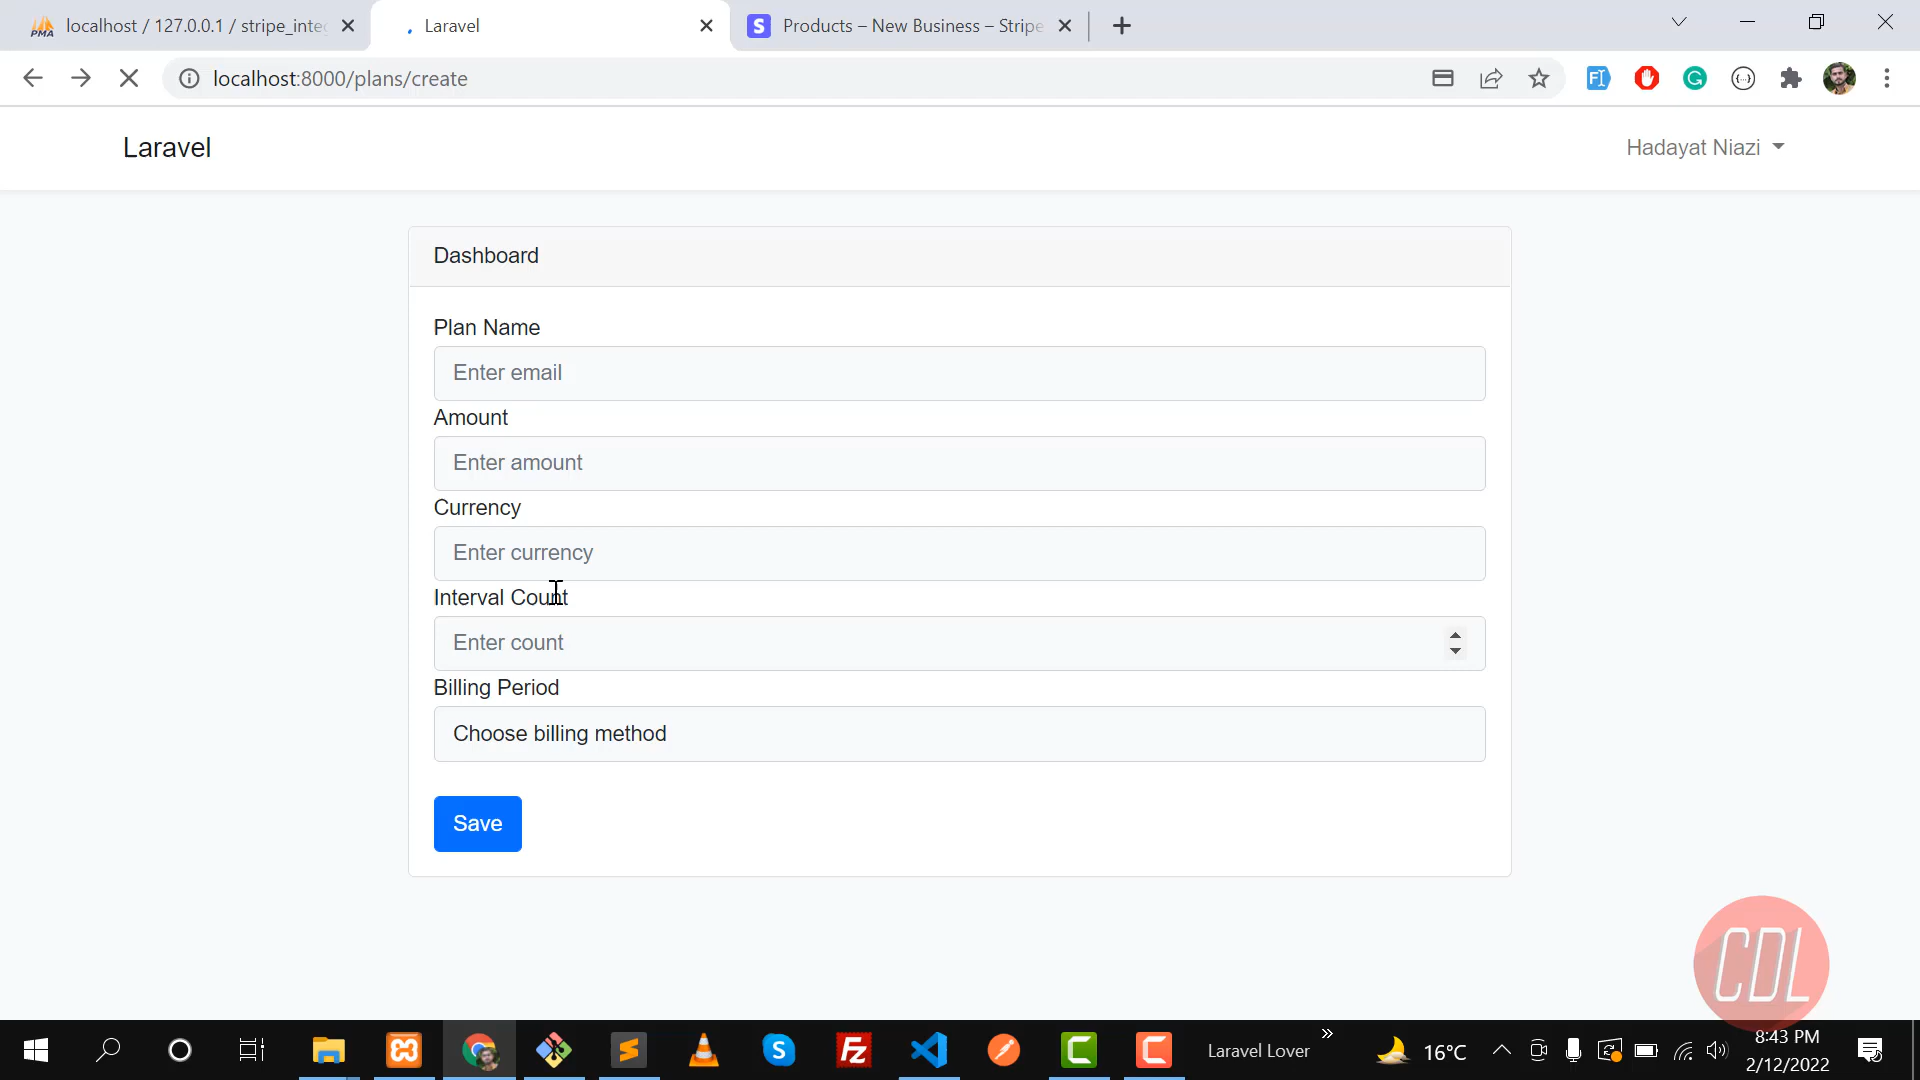 localhost / 127.0.0.1 / stripe_inte
Laravel
Products – New Business – Stripe
localhost:8000/plans/create
Laravel
Hadayat Niazi
Dashboard
Plan Name
Enter email
Amount
Enter amount
Currency
Enter currency
Interval Count
Enter count
Billing Period
Choose billing method
Save
CDL
Laravel Lover
16°C
8:43 PM
2/12/2022